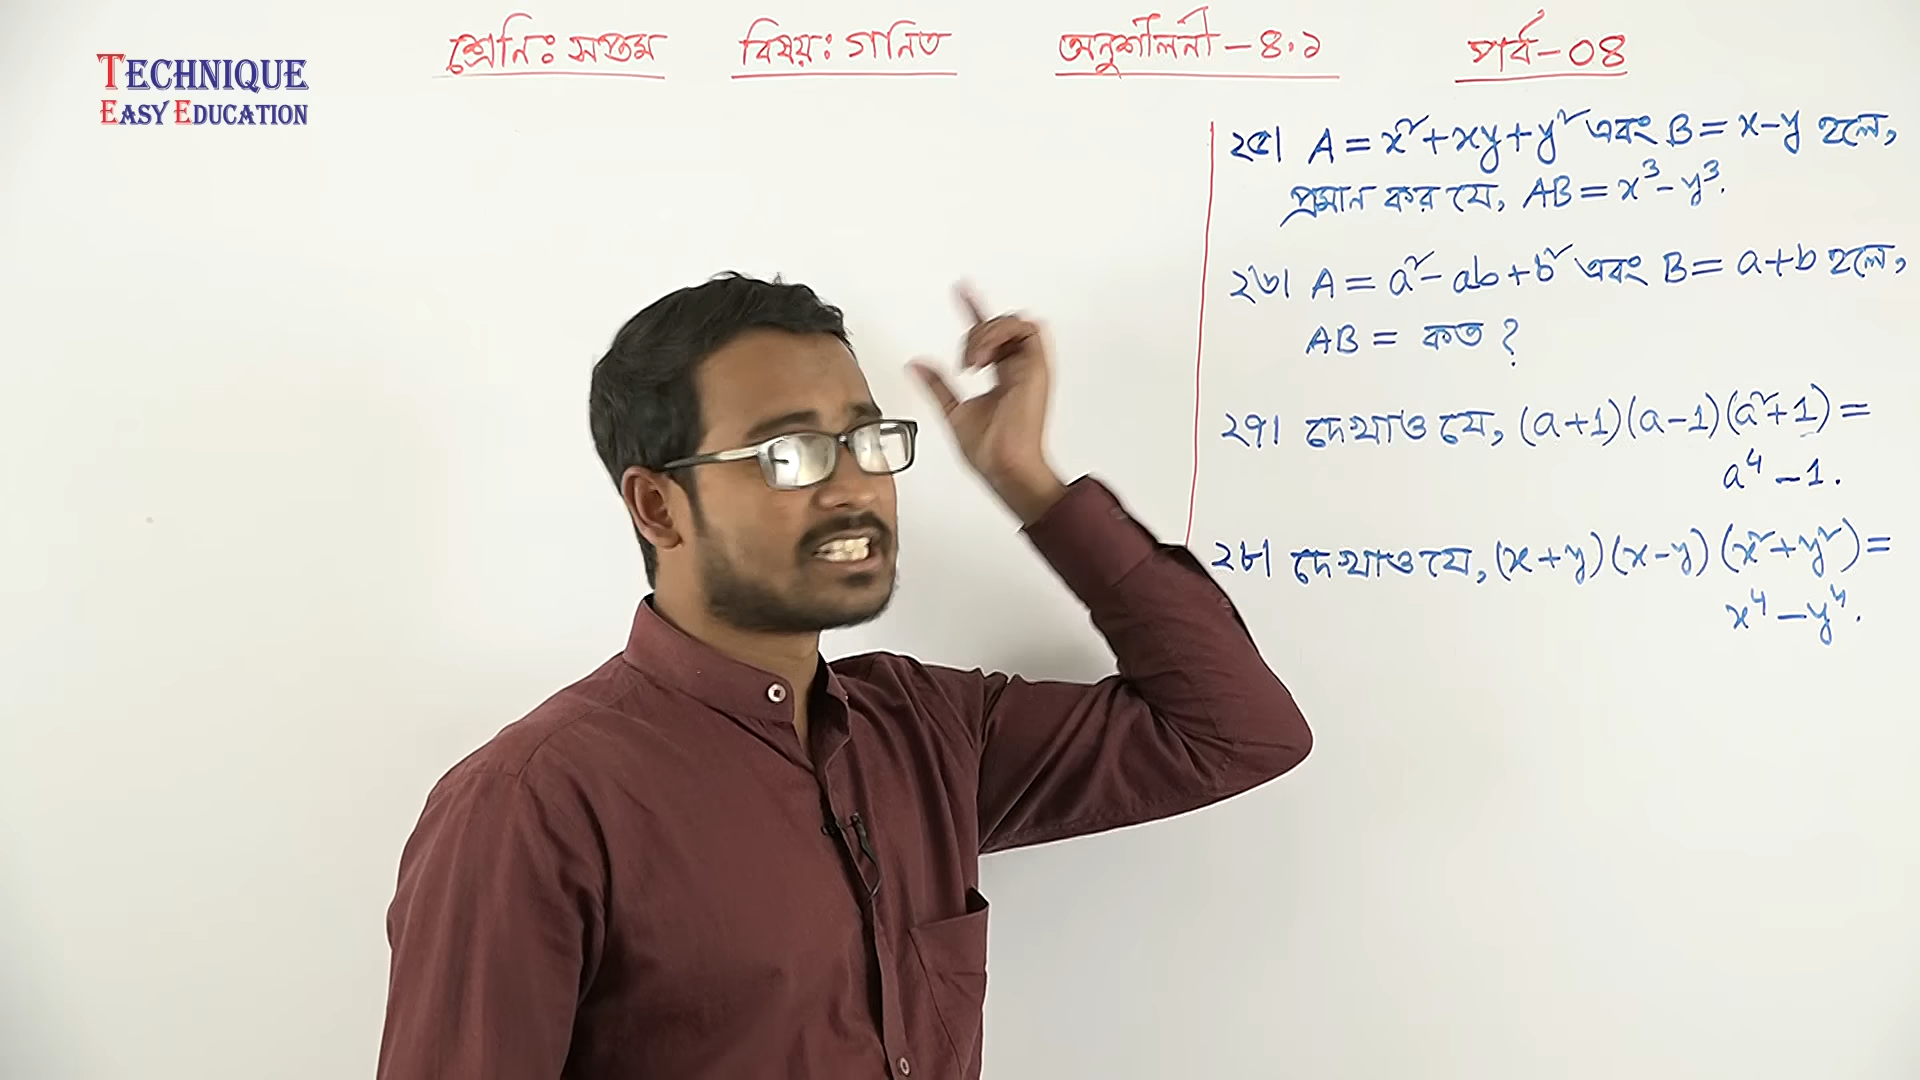 TECHNIQUE
EASY EDUCATION
শ্রেনিঃ সপ্তম বিষয়ঃ গনিত অনুশীলনী-৪.১ পর্ব-০৪
২৫। A = x²+xy+y² এবং B = x-y হলে,
প্রমান কর যে, AB = x³-y³.
২৬। A = a²-ab+b² এবং B = a+b হলে,
AB = কত ?
২৭। দেখাও যে, (a+1)(a-1)(a²+1) =
a⁴-1.
২৮। দেখাও যে, (x+y)(x-y)(x²+y²) =
x⁴-y⁴.